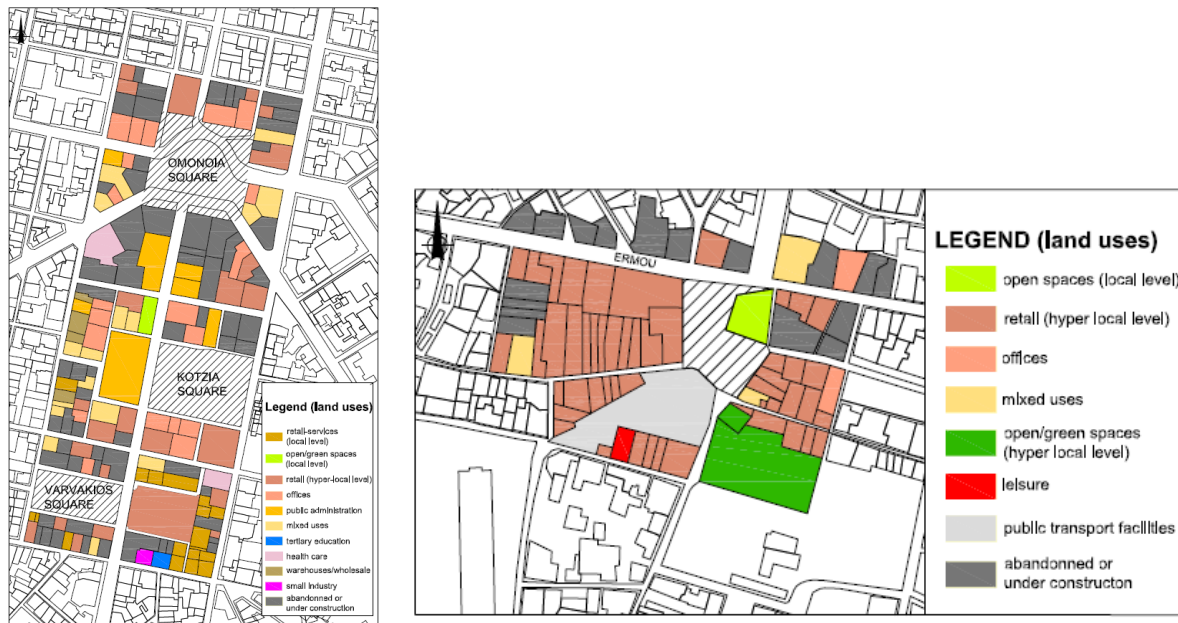 OMONOIA
SQUARE
KOTZIA
SQUARE
VARVAKIOS
SQUARE
Legend (land uses)
retail-services
(local level)
open/green spaces
(local level)
retail (hyper-local level)
offices
public administration
mixed uses
tertiary education
health care
warehouses/wholesale
small industry
abandonned or
under construction
ERMOU
LEGEND (land uses)
open spaces (local level)
retail (hyper local level)
offices
mixed uses
open/green spaces
(hyper local level)
leisure
public transport facilities
abandonned or
under constructon